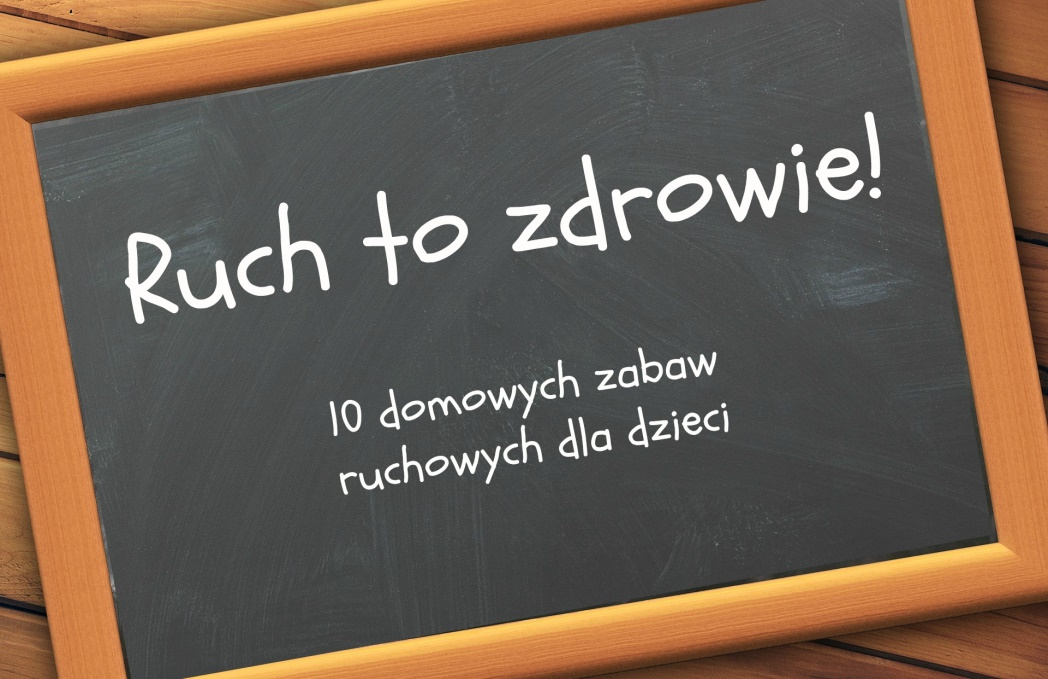 Ruch to zdrowie!
10 domowych zabaw
ruchowych dla dzieci